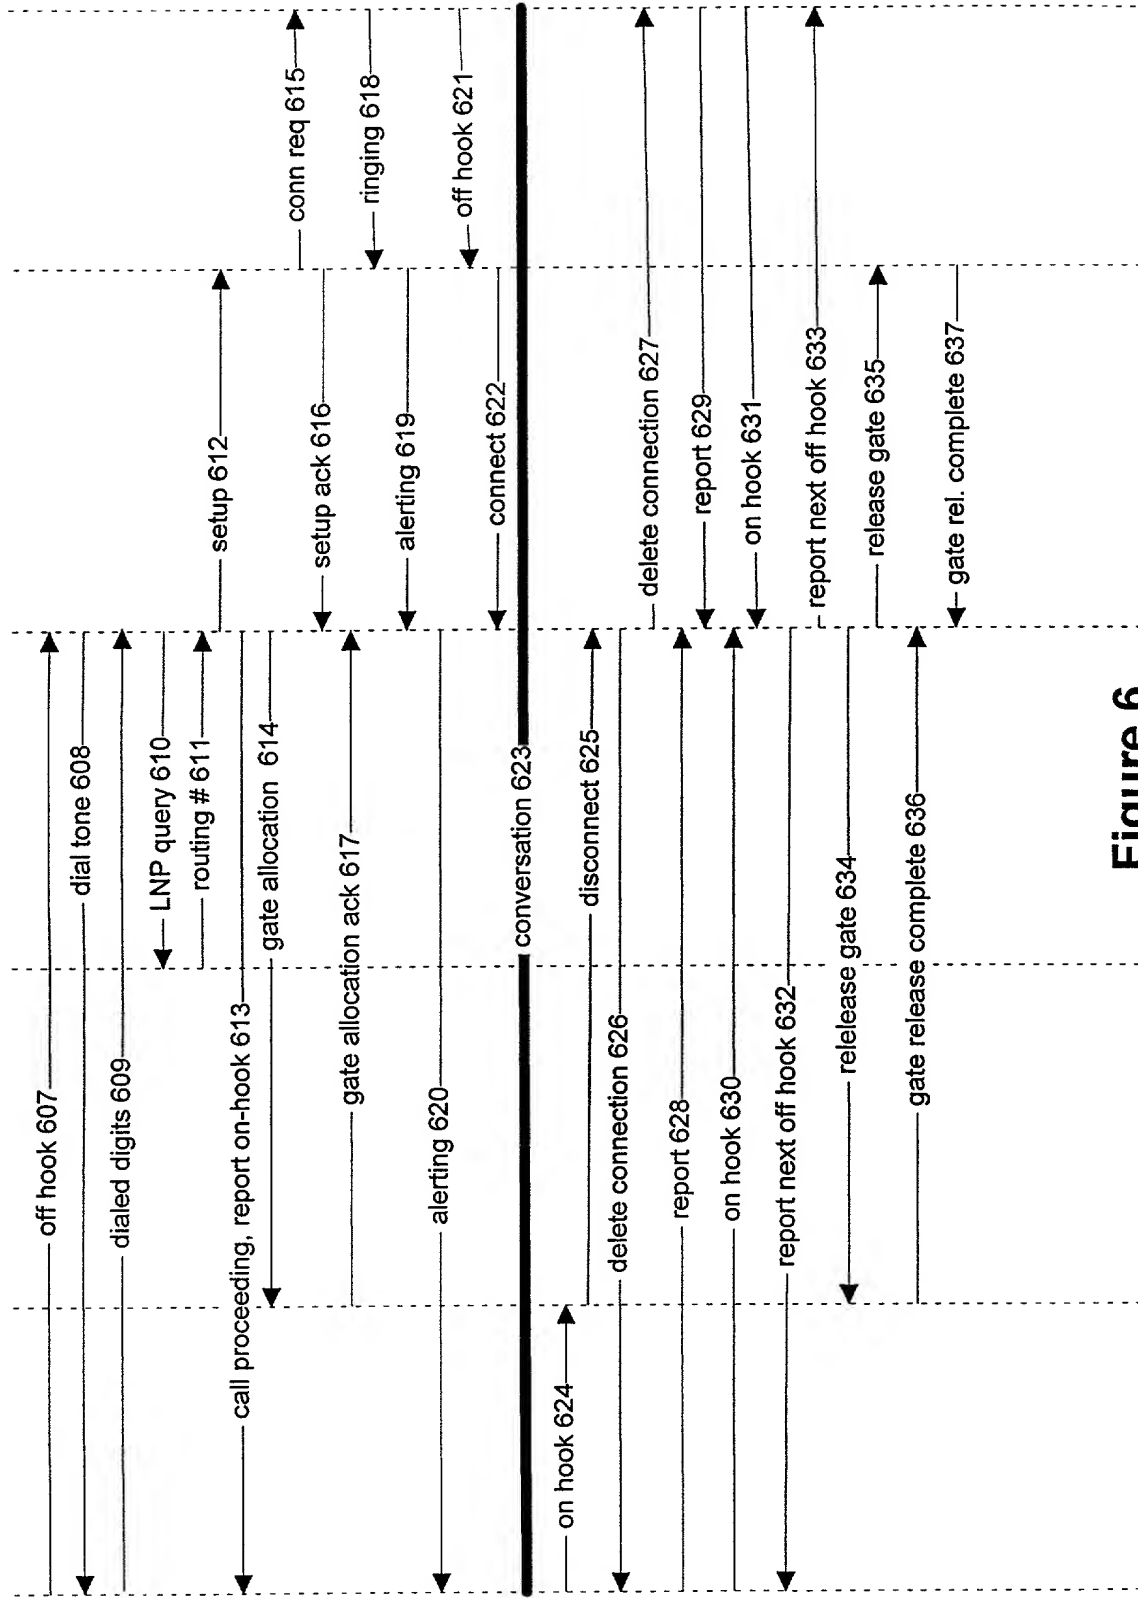 off hook 607
dial tone 608
dialed digits 609
LNP query 610
routing # 611
setup 612
call proceeding, report on-hook 613
gate allocation 614
conn req 615
setup ack 616
gate allocation ack 617
ringing 618
alerting 619
alerting 620
off hook 621
connect 622
conversation 623
on hook 624
disconnect 625
delete connection 626
delete connection 627
report 628
report 629
on hook 630
on hook 631
report next off hook 632
report next off hook 633
relelease gate 634
release gate 635
gate release complete 636
gate rel. complete 637
Figure 6